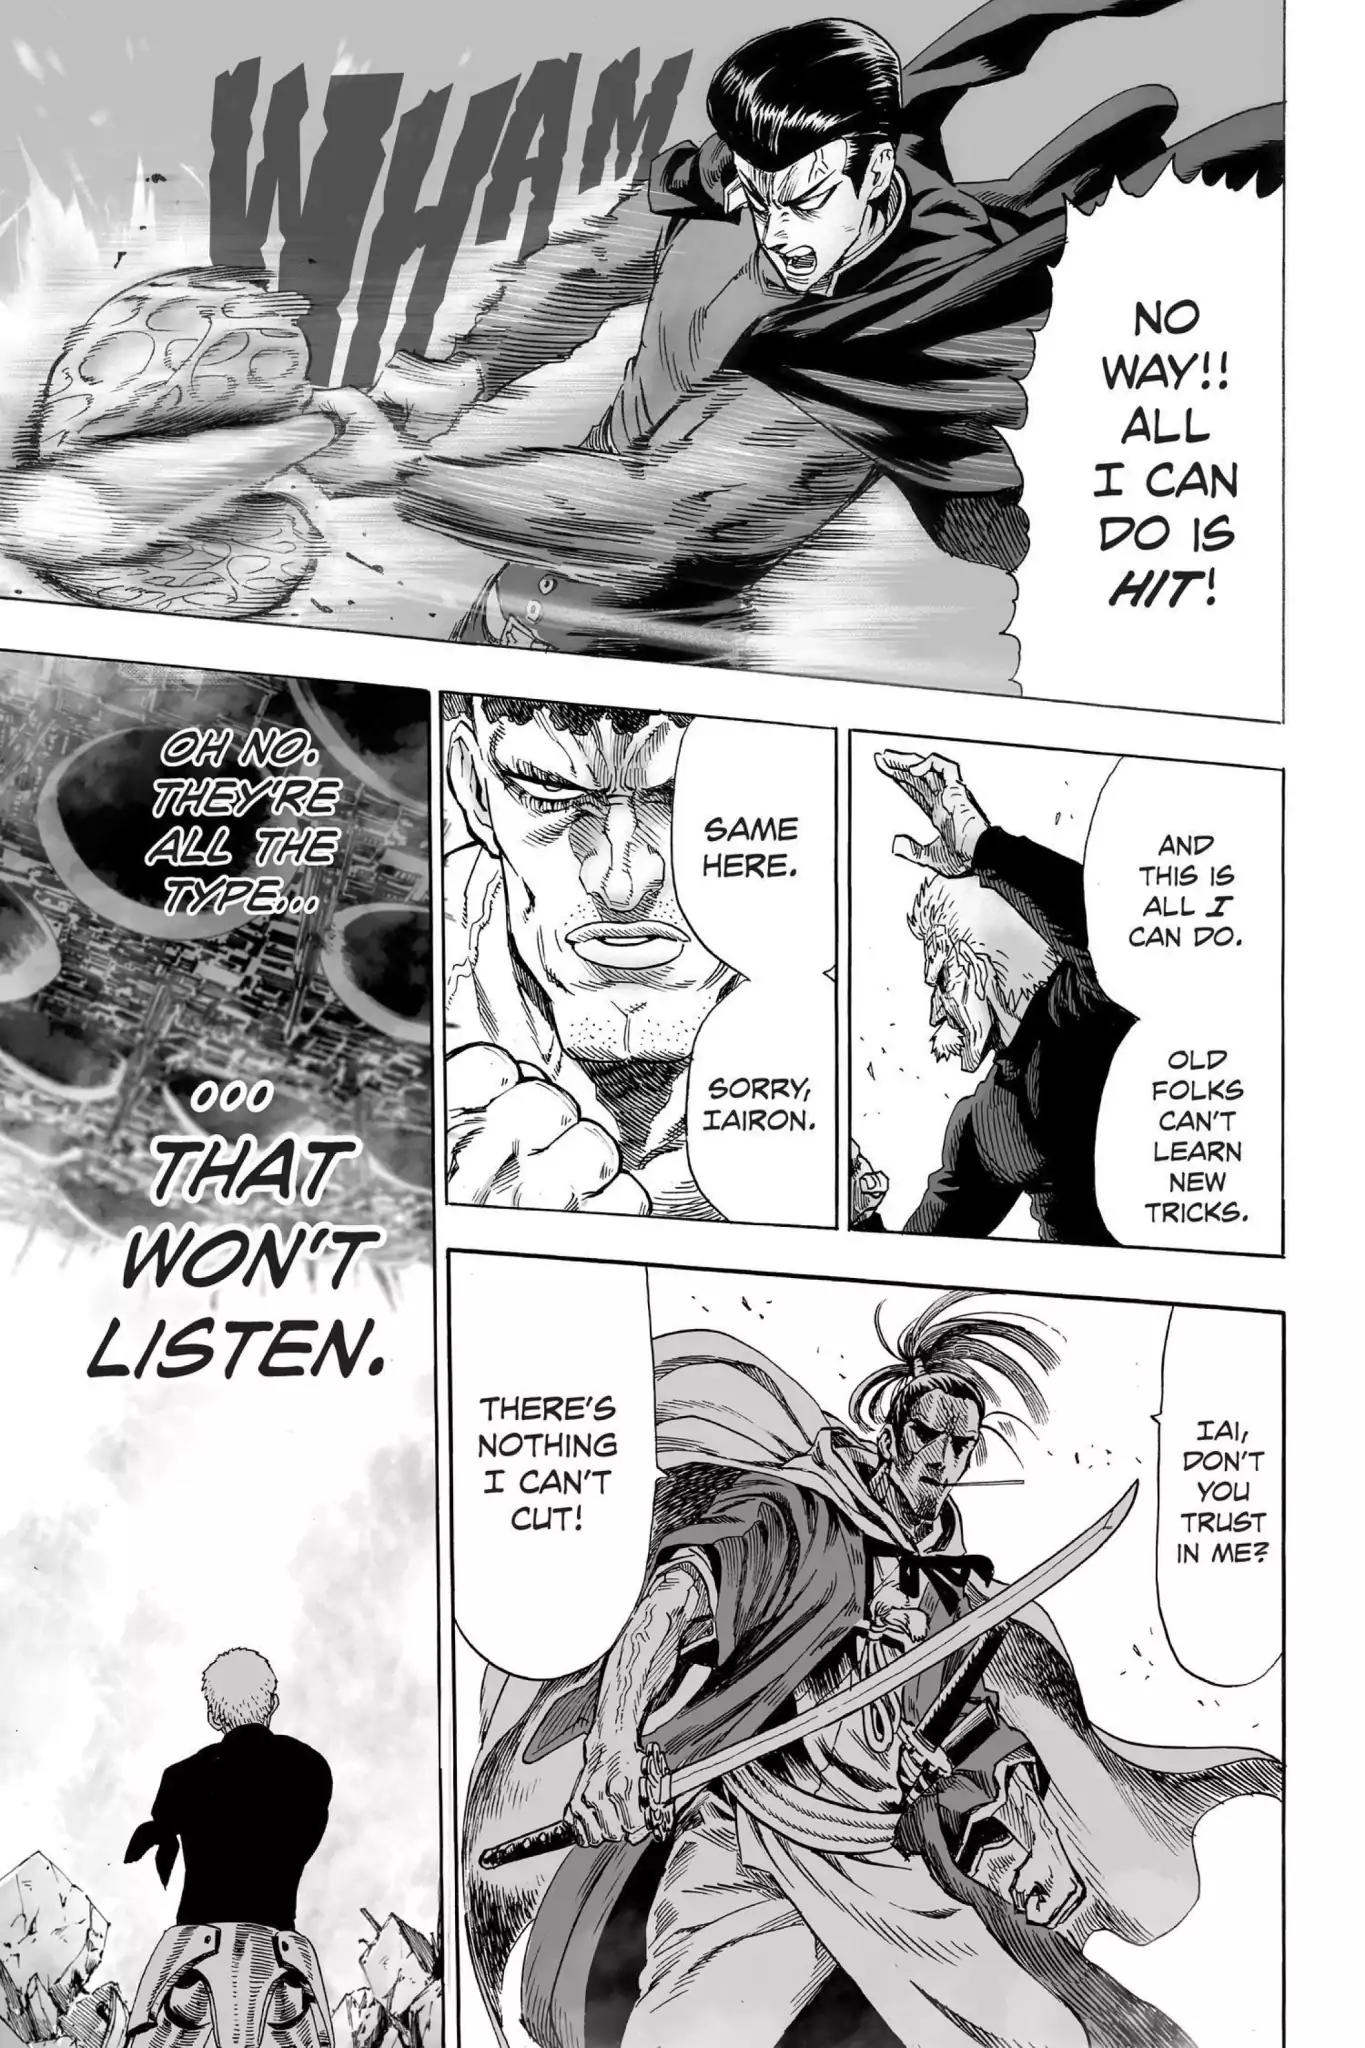 WHAM
NO
WAY!!
ALL
I CAN
DO IS
HIT!
AND
THIS IS
ALL I
CAN DO.
OLD
FOLKS
CAN'T
LEARN
NEW
TRICKS.
SAME
HERE.
SORRY,
IAIRON.
OH NO.
THEY'RE
ALL THE
TYPE...
...
THAT
WON'T
LISTEN.
IAI,
DON'T
YOU
TRUST
IN ME?
THERE'S
NOTHING
I CAN'T
CUT!